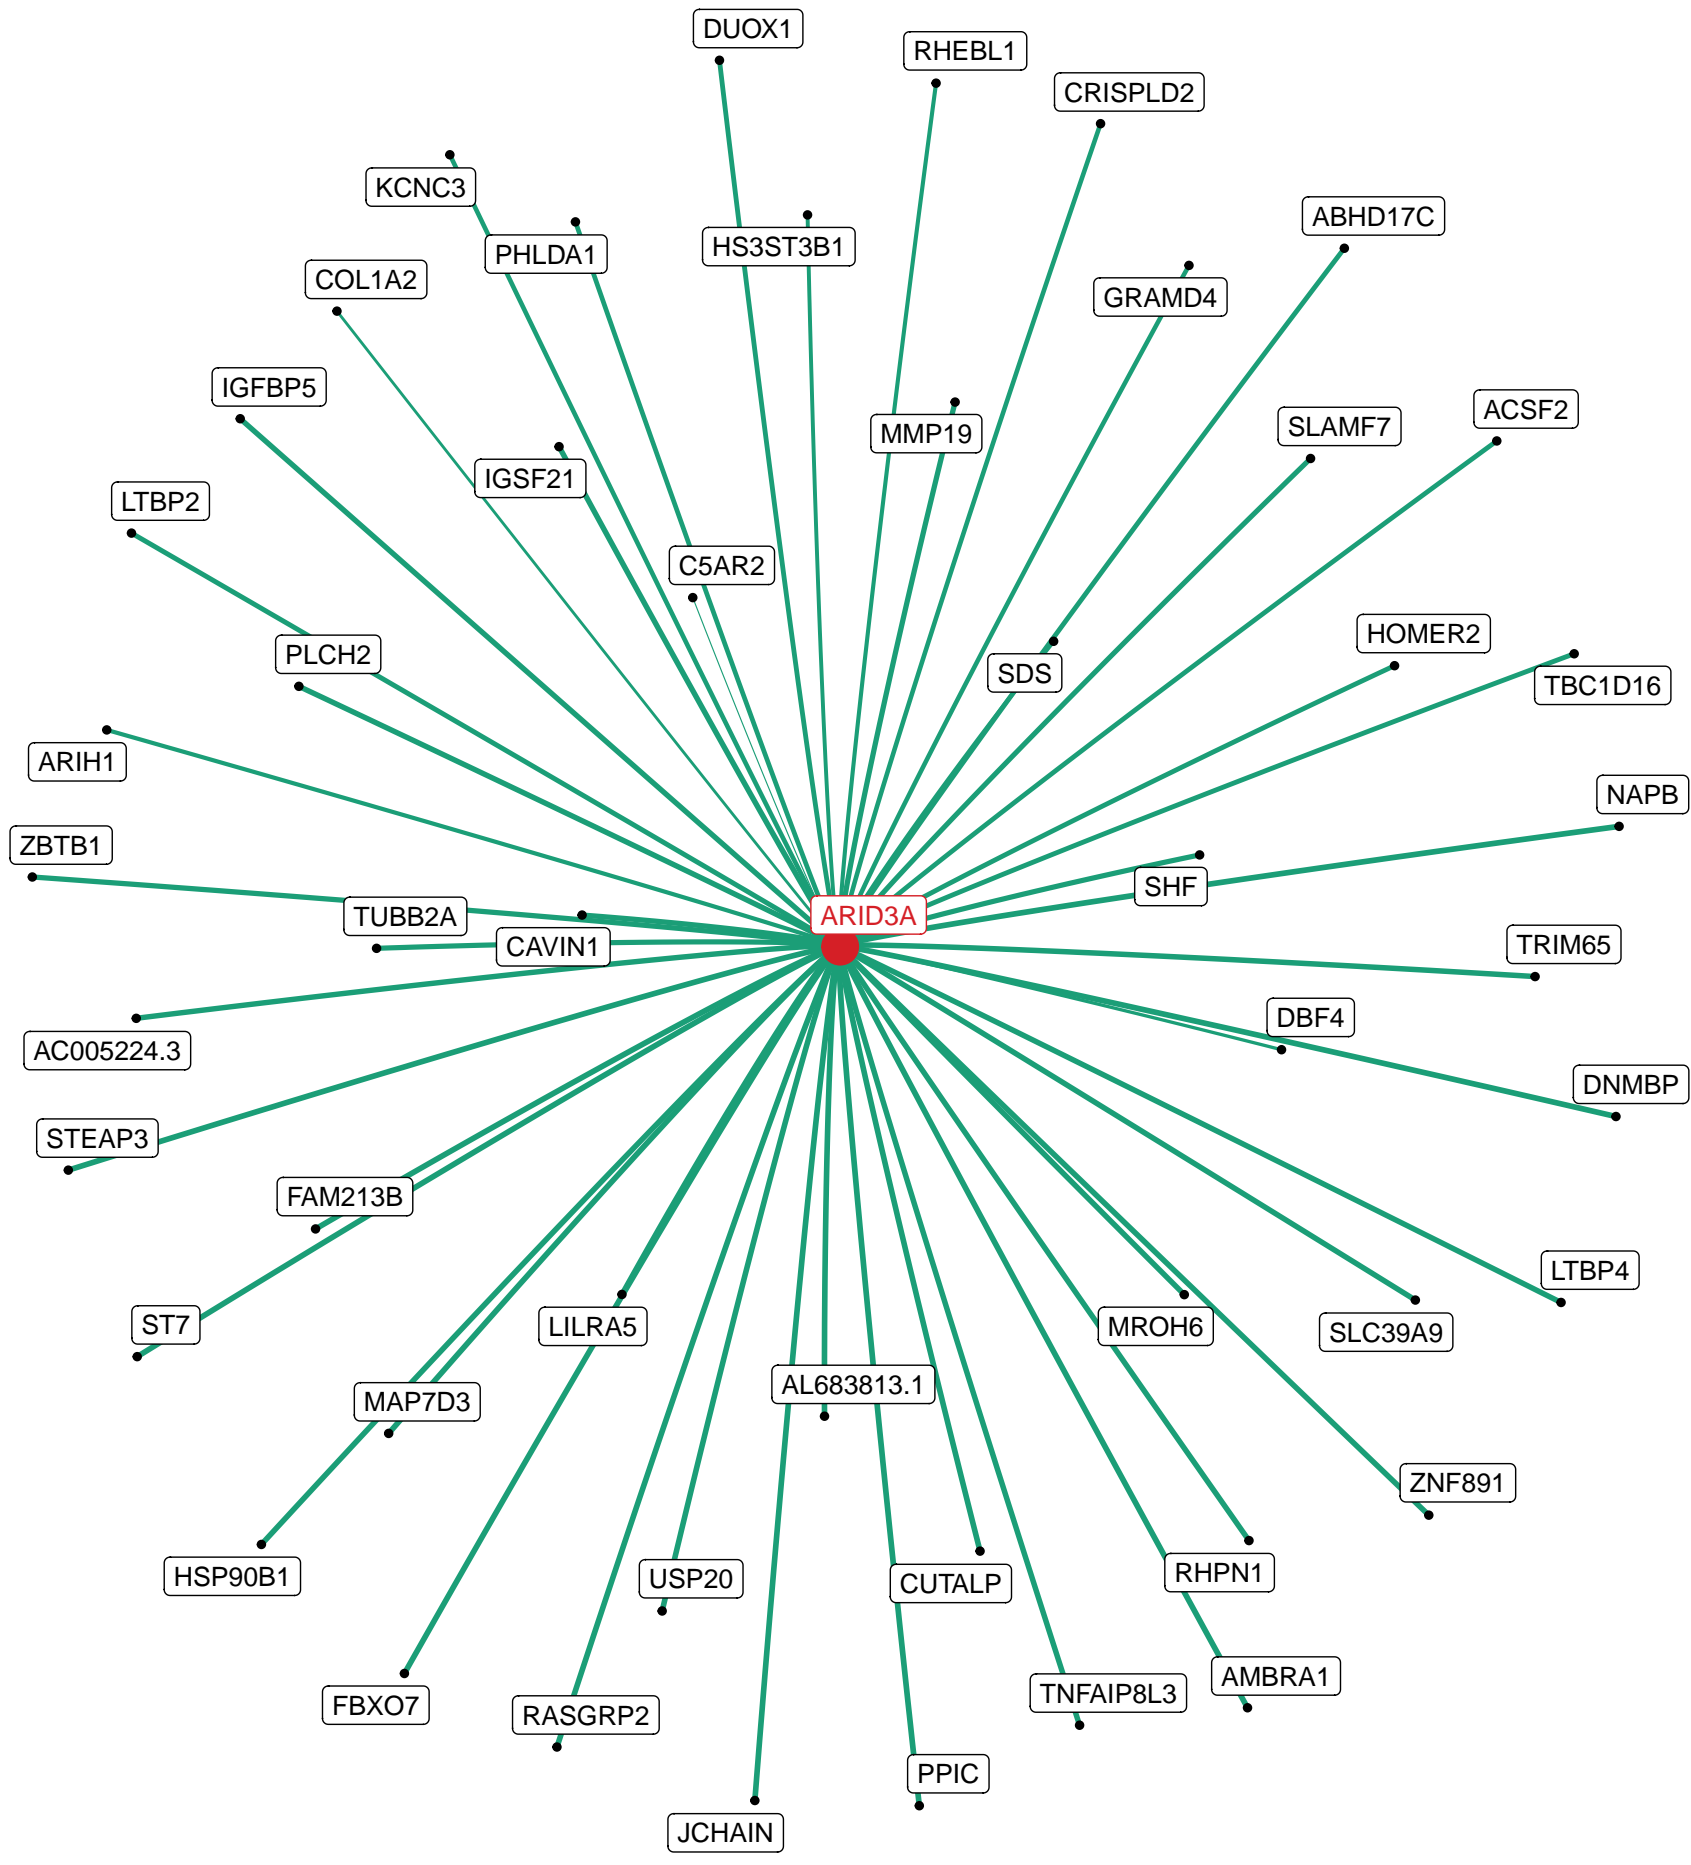 DUOX1
RHEBL1
CRISPLD2
KCNC3
ABHD17C
PHLDA1
HS3ST3B1
COL1A2
GRAMD4
IGFBP5
ACSF2
SLAMF7
MMP19
IGSF21
LTBP2
C5AR2
HOMER2
PLCH2
SDS
TBC1D16
ARIH1
NAPB
ZBTB1
SHF
TUBB2A
ARID3A
CAVIN1
TRIM65
DBF4
AC005224.3
DNMBP
STEAP3
FAM213B
LTBP4
ST7
LILRA5
MROH6
SLC39A9
AL683813.1
MAP7D3
ZNF891
HSP90B1
USP20
CUTALP
RHPN1
AMBRA1
TNFAIP8L3
FBXO7
RASGRP2
PPIC
JCHAIN